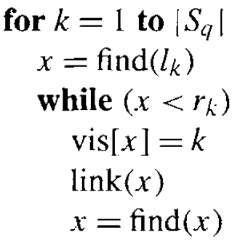 for k = 1 to |S_q|
x = find(l_k)
while (x < r_k)
vis[x] = k
link(x)
x = find(x)